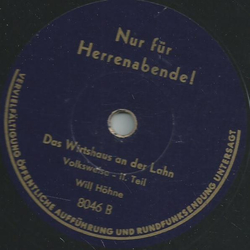 Nur für
Herrenabende!
Das Wirtshaus an der Lahn
Volksweise - II. Teil
Will Höhne
8046 B
VERVIELFÄLTIGUNG ÖFFENTLICHE AUFFÜHRUNG UND RUNDFUNKSENDUNG UNTERSAGT